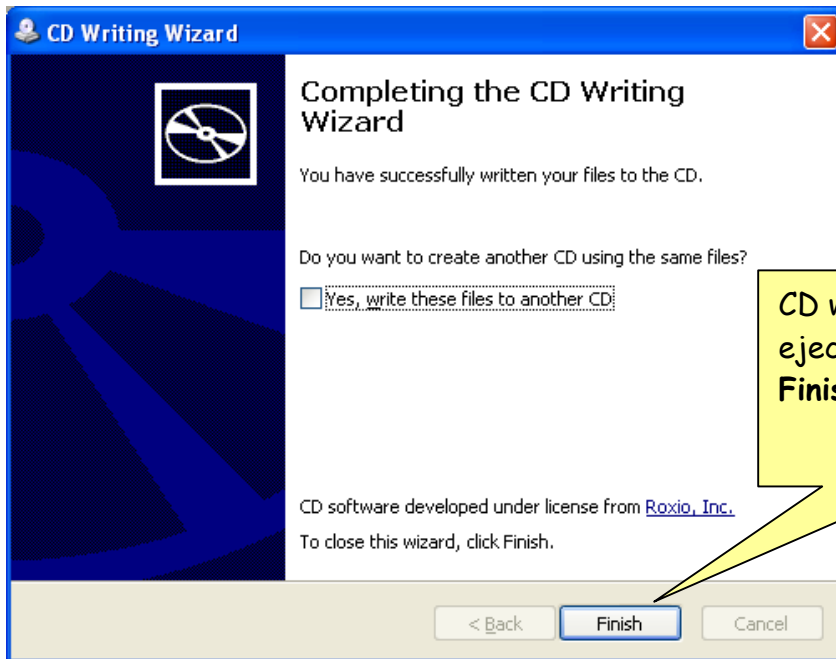 CD Writing Wizard
Completing the CD Writing
Wizard
You have successfully written your files to the CD.
Do you want to create another CD using the same files?
Yes, write these files to another CD
CD
CD software developed under license from Roxio, Inc.
To close this wizard, click Finish.
< Back
Finish
Cancel